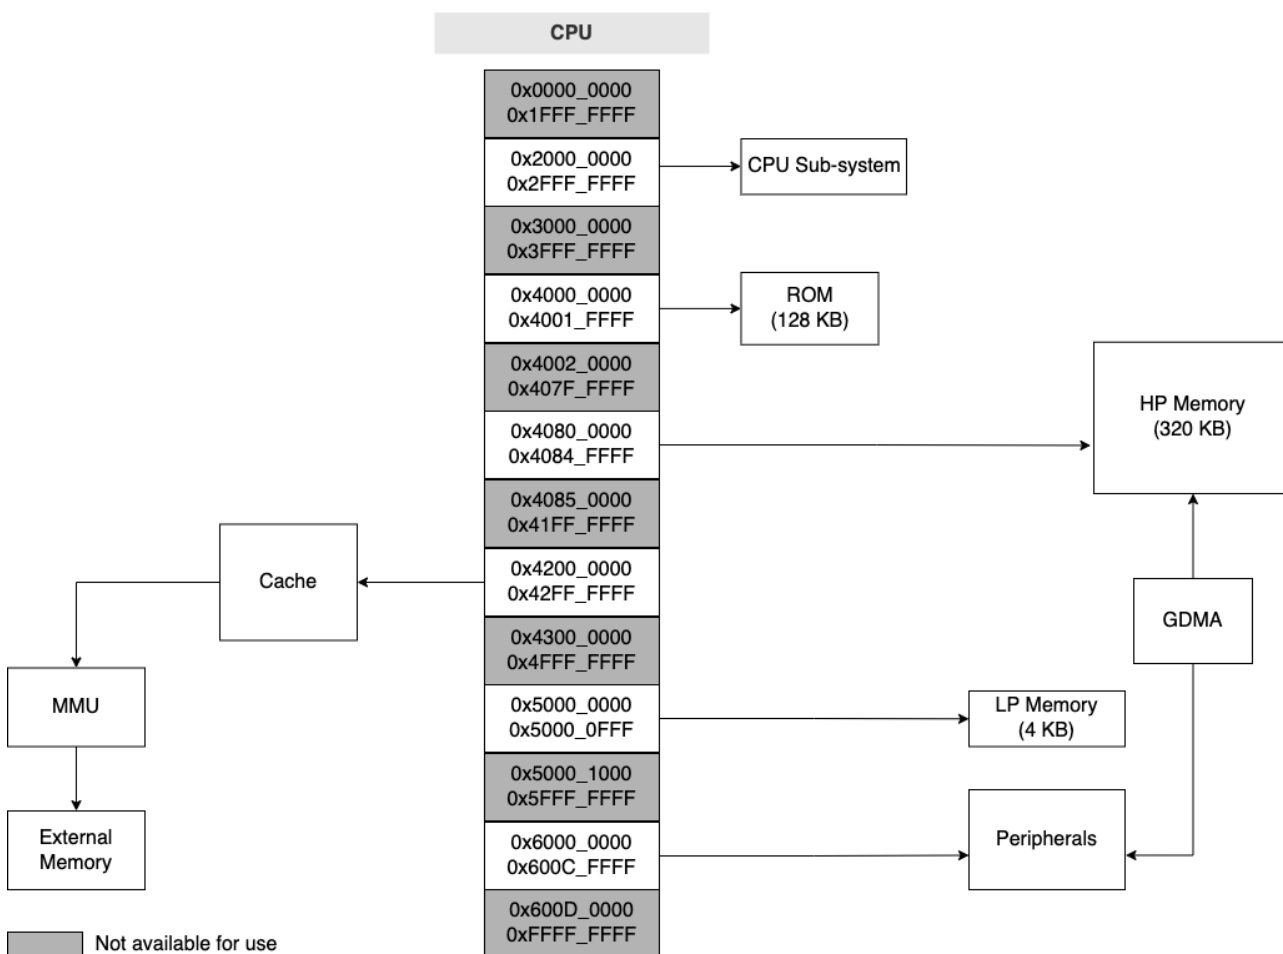 CPU
0x0000_0000
0x1FFF_FFFF
0x2000_0000
0x2FFF_FFFF
CPU Sub-system
0x3000_0000
0x3FFF_FFFF
0x4000_0000
0x4001_FFFF
ROM
(128 KB)
0x4002_0000
0x407F_FFFF
0x4080_0000
0x4084_FFFF
HP Memory
(320 KB)
0x4085_0000
0x41FF_FFFF
0x4200_0000
0x42FF_FFFF
Cache
GDMA
0x4300_0000
0x4FFF_FFFF
MMU
0x5000_0000
0x5000_0FFF
LP Memory
(4 KB)
0x5000_1000
0x5FFF_FFFF
External
Memory
0x6000_0000
0x600C_FFFF
Peripherals
0x600D_0000
0xFFFF_FFFF
Not available for use